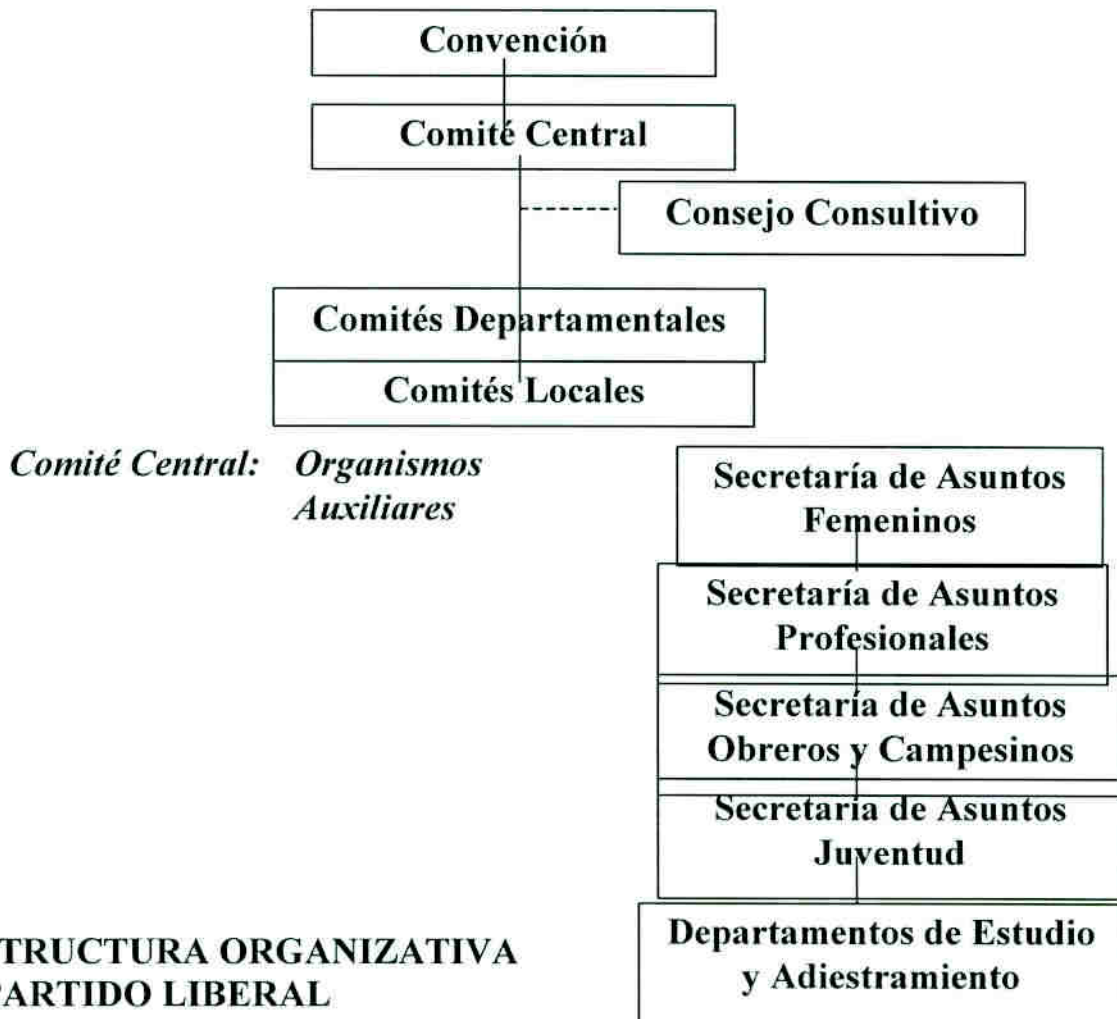 Convención
Comité Central
Consejo Consultivo
Comités Departamentales
Comités Locales
Comité Central: Organismos
Auxiliares
Secretaría de Asuntos
Femeninos
Secretaría de Asuntos
Profesionales
Secretaría de Asuntos
Obreros y Campesinos
Secretaría de Asuntos
Juventud
Departamentos de Estudio
y Adiestramiento
TRUCTURA ORGANIZATIVA
PARTIDO LIBERAL